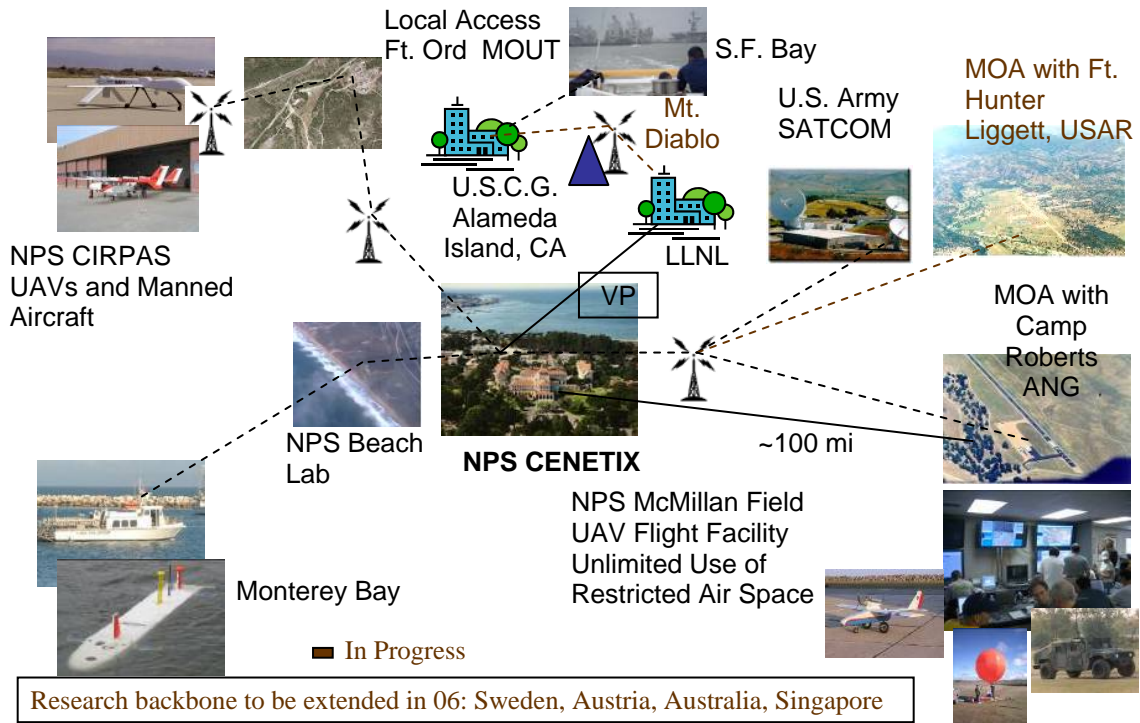 Local Access
Ft. Ord  MOUT
S.F. Bay
MOA with Ft.
Hunter
Liggett, USAR
U.S. Army
SATCOM
Mt.
Diablo
U.S.C.G.
Alameda
Island, CA
LLNL
NPS CIRPAS
UAVs and Manned
Aircraft
VP
MOA with
Camp
Roberts
ANG
NPS Beach
Lab
NPS CENETIX
~100 mi
NPS McMillan Field
UAV Flight Facility
Unlimited Use of
Restricted Air Space
Monterey Bay
In Progress
Research backbone to be extended in 06: Sweden, Austria, Australia, Singapore